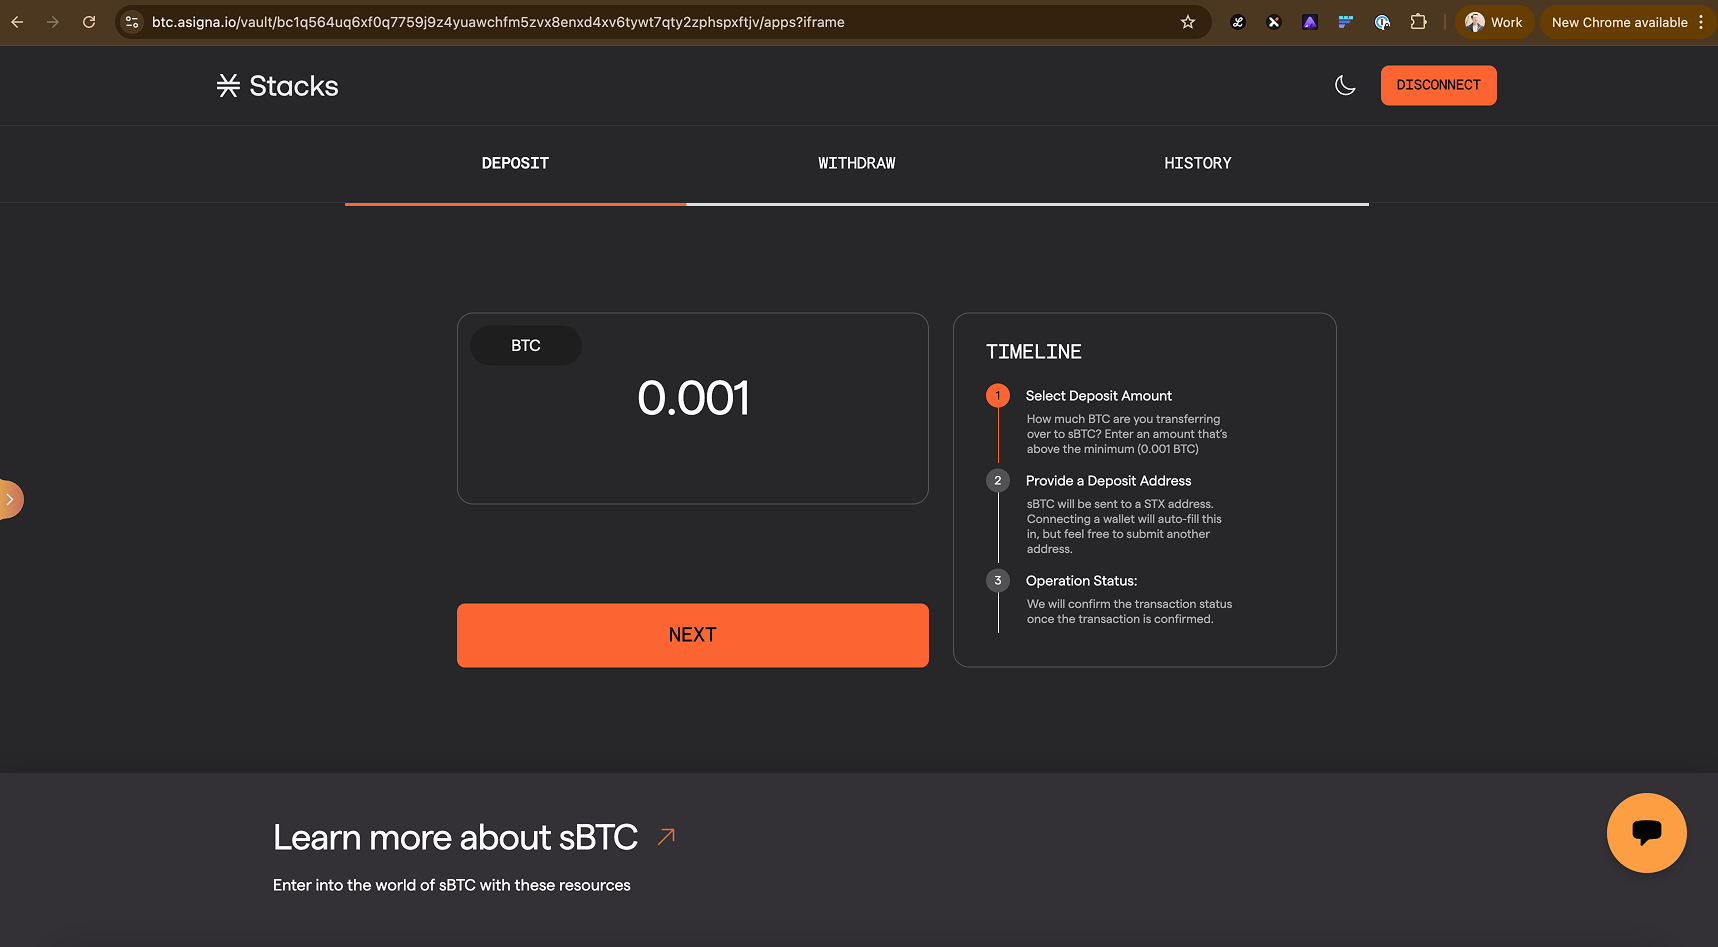 btc.asigna.io/vault/bc1q564uq6xf0q7759j9z4yuawchfm5zvx8enxd4xv6tywt7qty2zphspxftjv/apps?iframe
Work
New Chrome available
Stacks
DISCONNECT
DEPOSIT
WITHDRAW
HISTORY
BTC
0.001
NEXT
TIMELINE
1
Select Deposit Amount
How much BTC are you transferring
over to sBTC? Enter an amount that's
above the minimum (0.001 BTC)
2
Provide a Deposit Address
sBTC will be sent to a STX address.
Connecting a wallet will auto-fill this
in, but feel free to submit another
address.
3
Operation Status:
We will confirm the transaction status
once the transaction is confirmed.
Learn more about sBTC
Enter into the world of sBTC with these resources